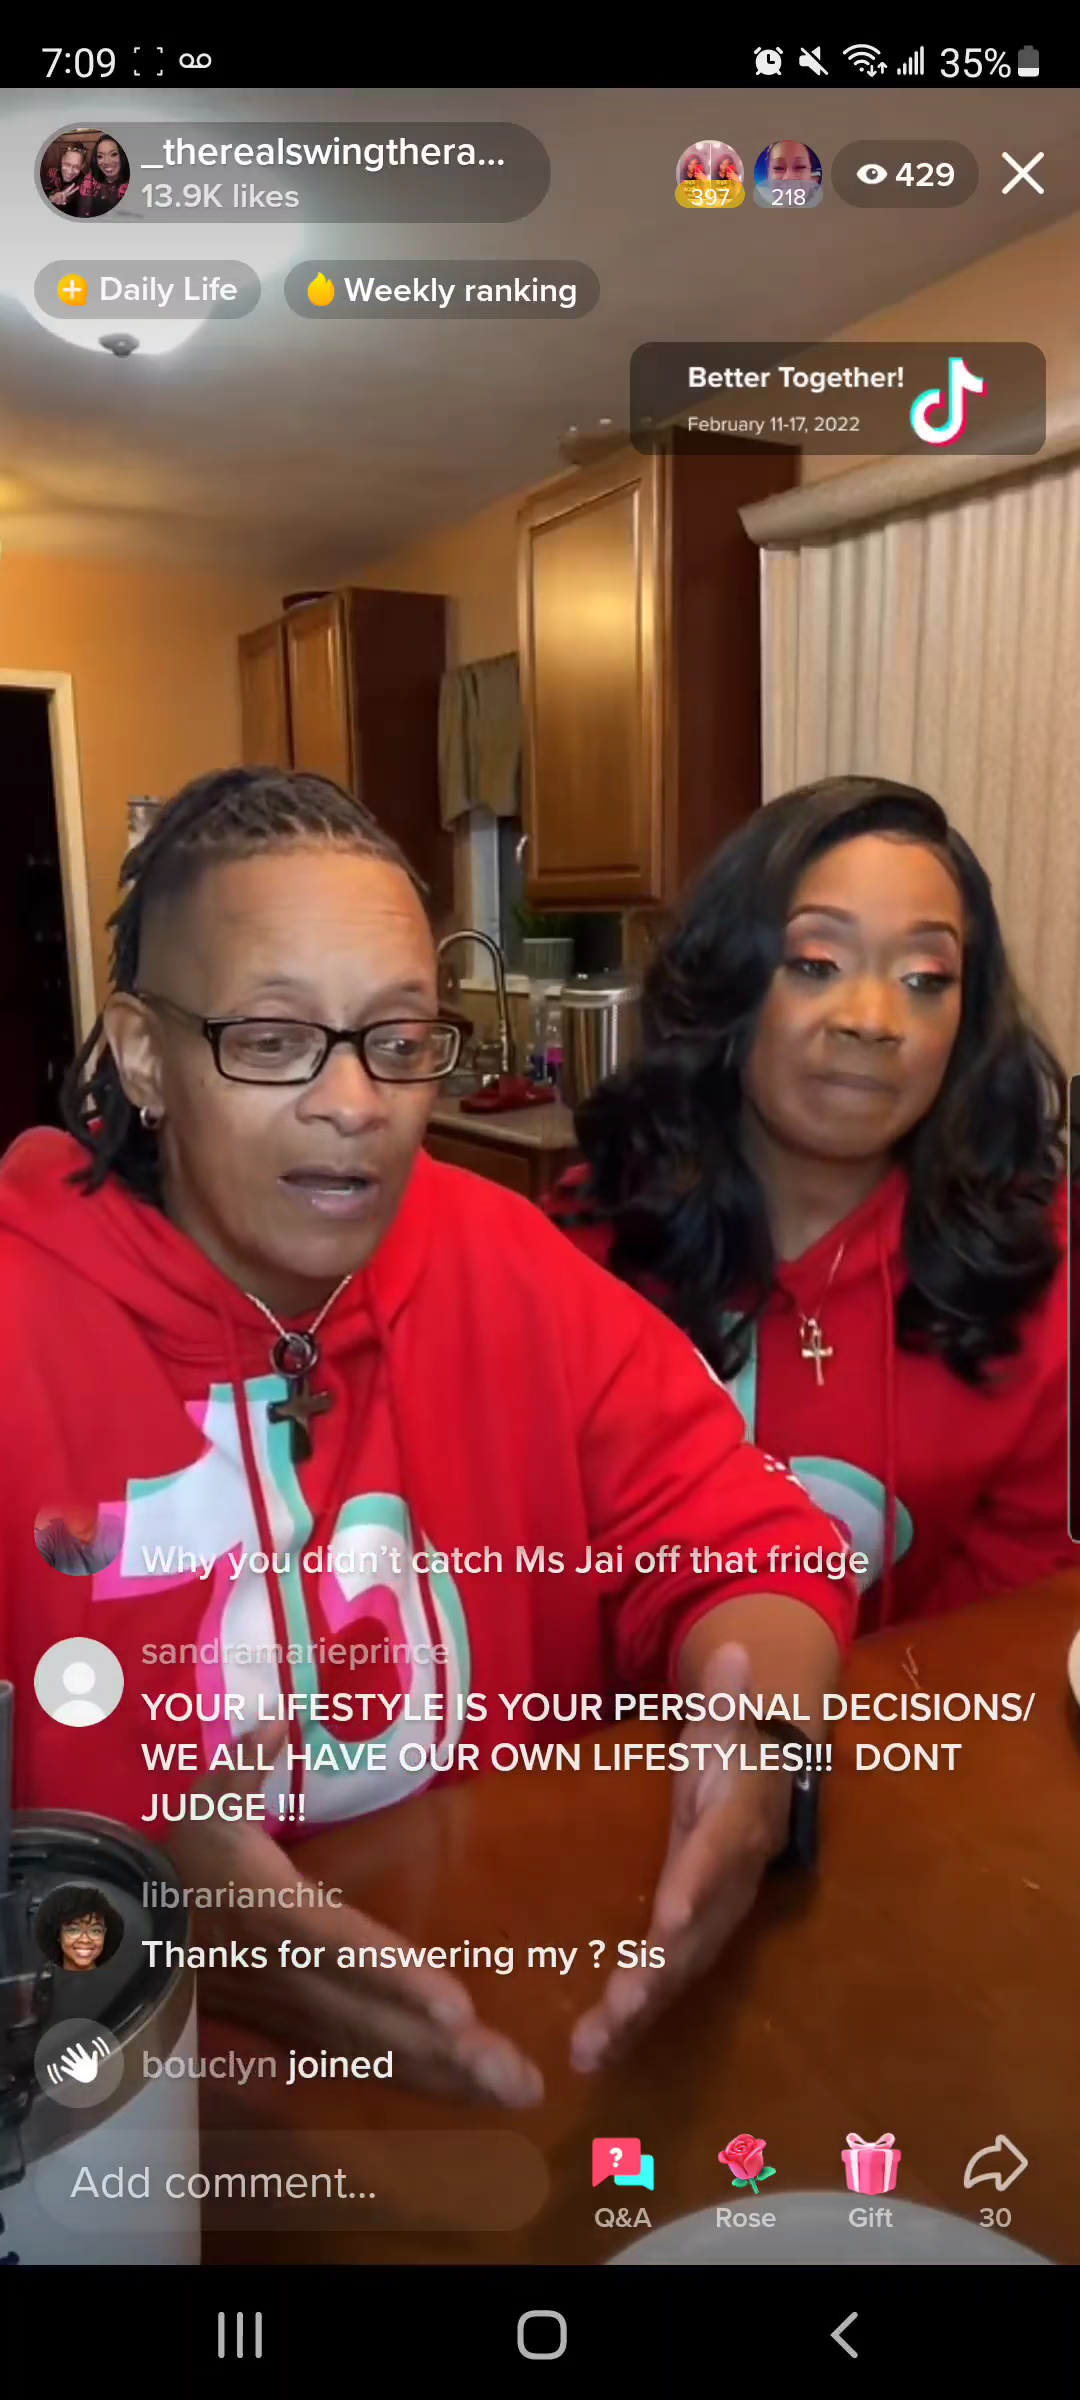 7:09
35%
_therealswingthera...
13.9K likes
397
218
429
Daily Life
Weekly ranking
Better Together!
February 11-17, 2022
Why you didn't catch Ms Jai off that fridge
sandramarieprince
YOUR LIFESTYLE IS YOUR PERSONAL DECISIONS/
WE ALL HAVE OUR OWN LIFESTYLES!!!  DONT
JUDGE !!!
librarianchic
Thanks for answering my ? Sis
bouclyn joined
Add comment...
?
Q&A
Rose
Gift
30